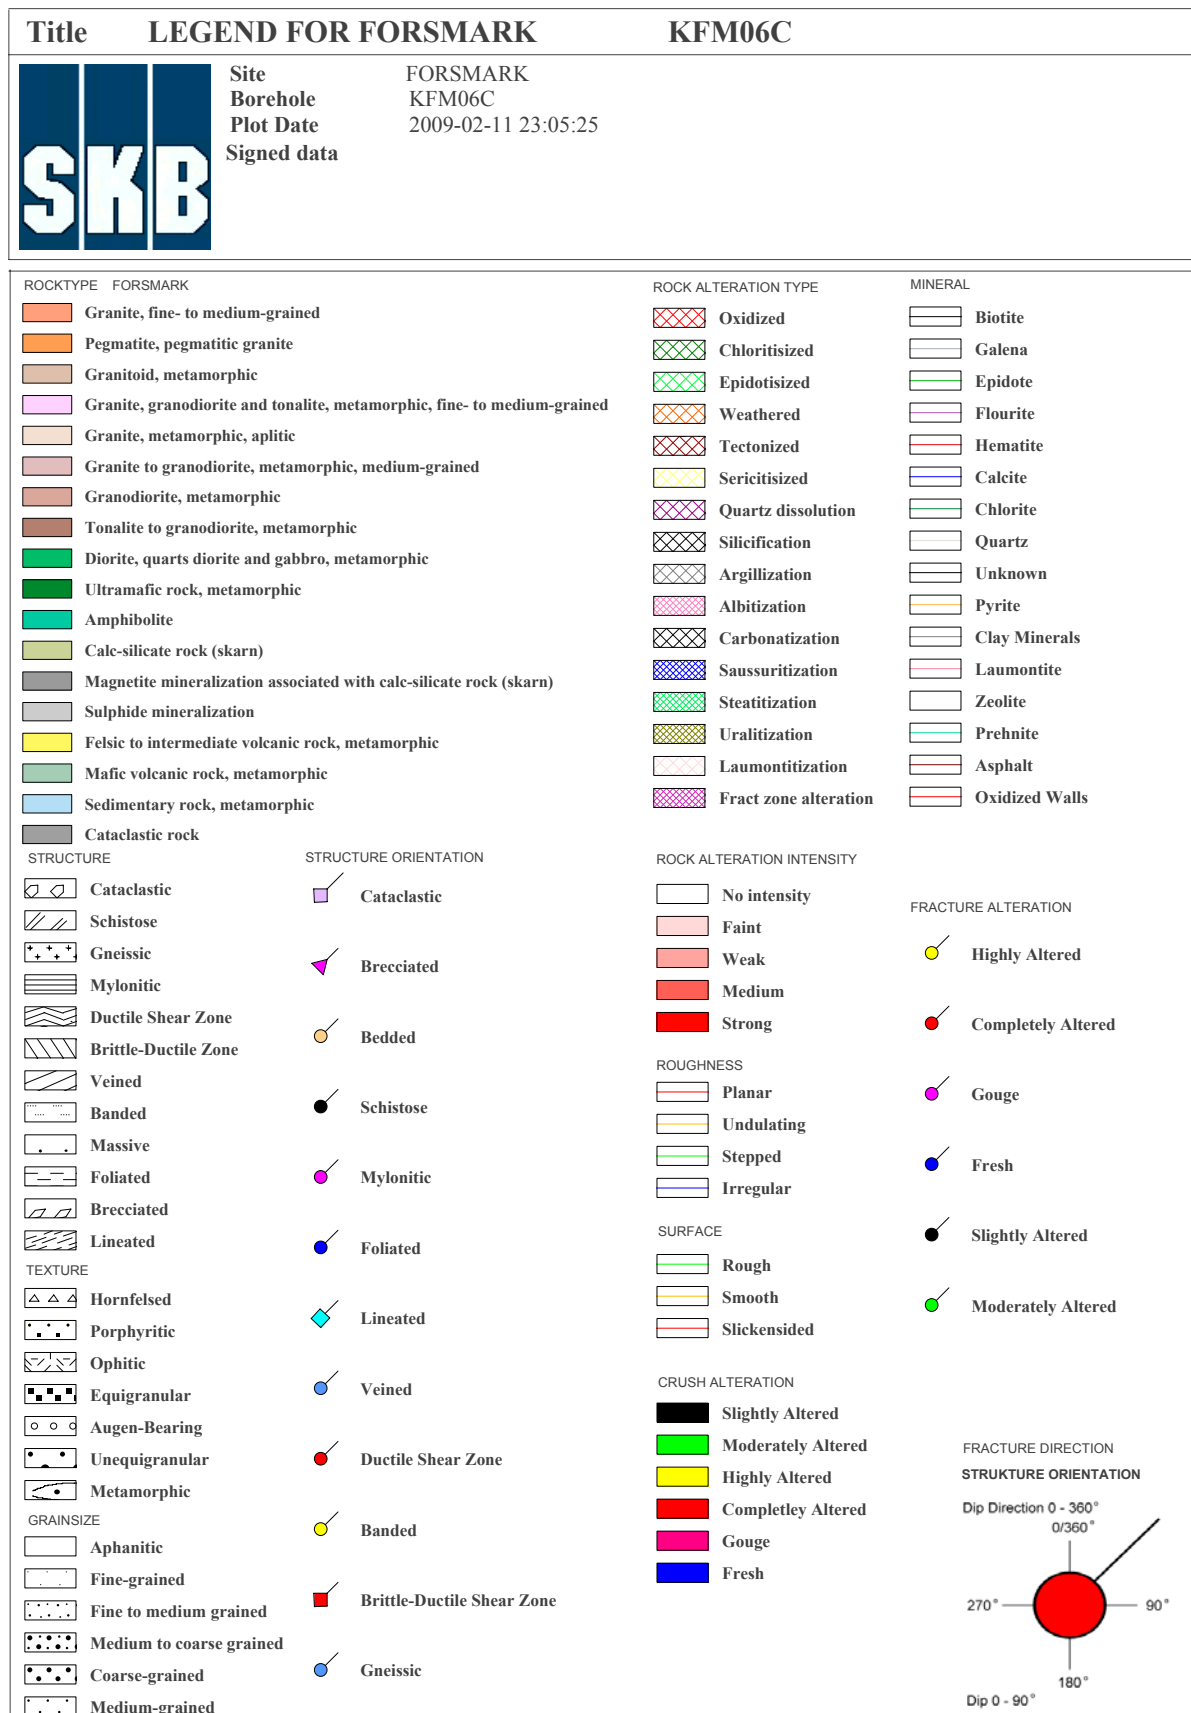 Title LEGEND FOR FORSMARK KFM06C
SKB
Site FORSMARK
Borehole KFM06C
Plot Date 2009-02-11 23:05:25
Signed data
ROCKTYPE FORSMARK
Granite, fine- to medium-grained
Pegmatite, pegmatitic granite
Granitoid, metamorphic
Granite, granodiorite and tonalite, metamorphic, fine- to medium-grained
Granite, metamorphic, aplitic
Granite to granodiorite, metamorphic, medium-grained
Granodiorite, metamorphic
Tonalite to granodiorite, metamorphic
Diorite, quarts diorite and gabbro, metamorphic
Ultramafic rock, metamorphic
Amphibolite
Calc-silicate rock (skarn)
Magnetite mineralization associated with calc-silicate rock (skarn)
Sulphide mineralization
Felsic to intermediate volcanic rock, metamorphic
Mafic volcanic rock, metamorphic
Sedimentary rock, metamorphic
Cataclastic rock
ROCK ALTERATION TYPE
Oxidized
Chloritisized
Epidotisized
Weathered
Tectonized
Sericitisized
Quartz dissolution
Silicification
Argillization
Albitization
Carbonatization
Saussuritization
Steatitization
Uralitization
Laumontitization
Fract zone alteration
MINERAL
Biotite
Galena
Epidote
Flourite
Hematite
Calcite
Chlorite
Quartz
Unknown
Pyrite
Clay Minerals
Laumontite
Zeolite
Prehnite
Asphalt
Oxidized Walls
STRUCTURE
Cataclastic
Schistose
Gneissic
Mylonitic
Ductile Shear Zone
Brittle-Ductile Zone
Veined
Banded
Massive
Foliated
Brecciated
Lineated
TEXTURE
Hornfelsed
Porphyritic
Ophitic
Equigranular
Augen-Bearing
Unequigranular
Metamorphic
GRAINSIZE
Aphanitic
Fine-grained
Fine to medium grained
Medium to coarse grained
Coarse-grained
Medium-grained
STRUCTURE ORIENTATION
Cataclastic
Brecciated
Bedded
Schistose
Mylonitic
Foliated
Lineated
Veined
Ductile Shear Zone
Banded
Brittle-Ductile Shear Zone
Gneissic
ROCK ALTERATION INTENSITY
No intensity
Faint
Weak
Medium
Strong
ROUGHNESS
Planar
Undulating
Stepped
Irregular
SURFACE
Rough
Smooth
Slickensided
CRUSH ALTERATION
Slightly Altered
Moderately Altered
Highly Altered
Completley Altered
Gouge
Fresh
FRACTURE ALTERATION
Highly Altered
Completely Altered
Gouge
Fresh
Slightly Altered
Moderately Altered
FRACTURE DIRECTION
STRUKTURE ORIENTATION
Dip Direction 0 - 360°
0/360°
270° 90°
180°
Dip 0 - 90°